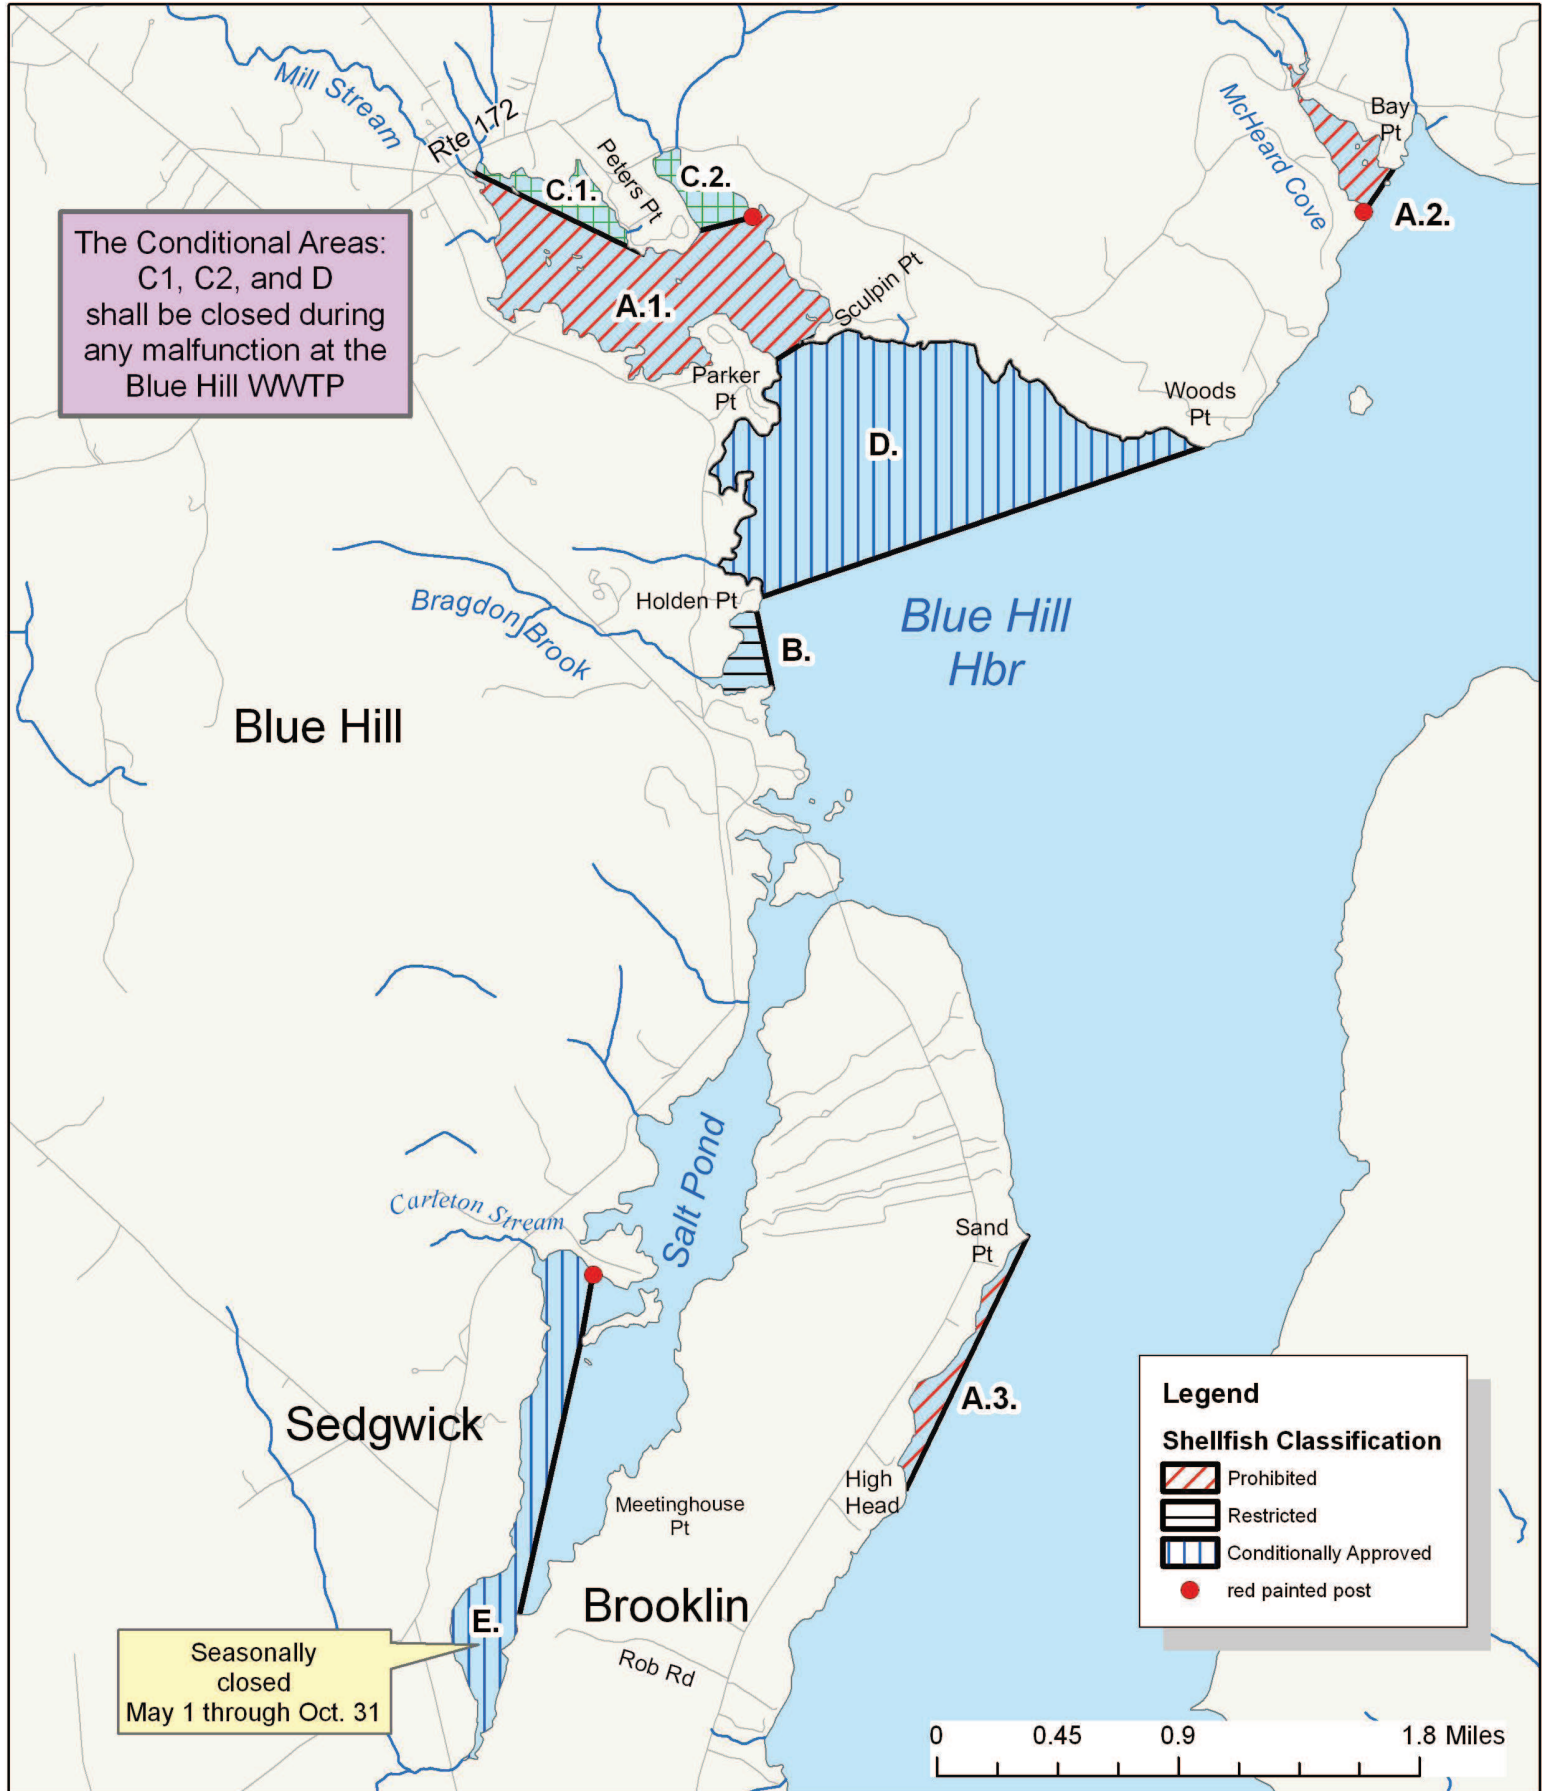 Mill Stream
Rte 172
Peters Pt
C.1.
C.2.
McHeard Cove
Bay
Pt
A.2.
The Conditional Areas:
C1, C2, and D
shall be closed during
any malfunction at the
Blue Hill WWTP
A.1.
Sculpin Pt
Parker
Pt
Woods
Pt
D.
Holden Pt
Bragdon Brook
B.
Blue Hill
Hbr
Blue Hill
Salt Pond
Carleton Stream
Sand
Pt
Sedgwick
A.3.
High
Head
Meetinghouse
Pt
Brooklin
E.
Rob Rd
Seasonally
closed
May 1 through Oct. 31
Legend
Shellfish Classification
Prohibited
Restricted
Conditionally Approved
red painted post
0 0.45 0.9 1.8 Miles